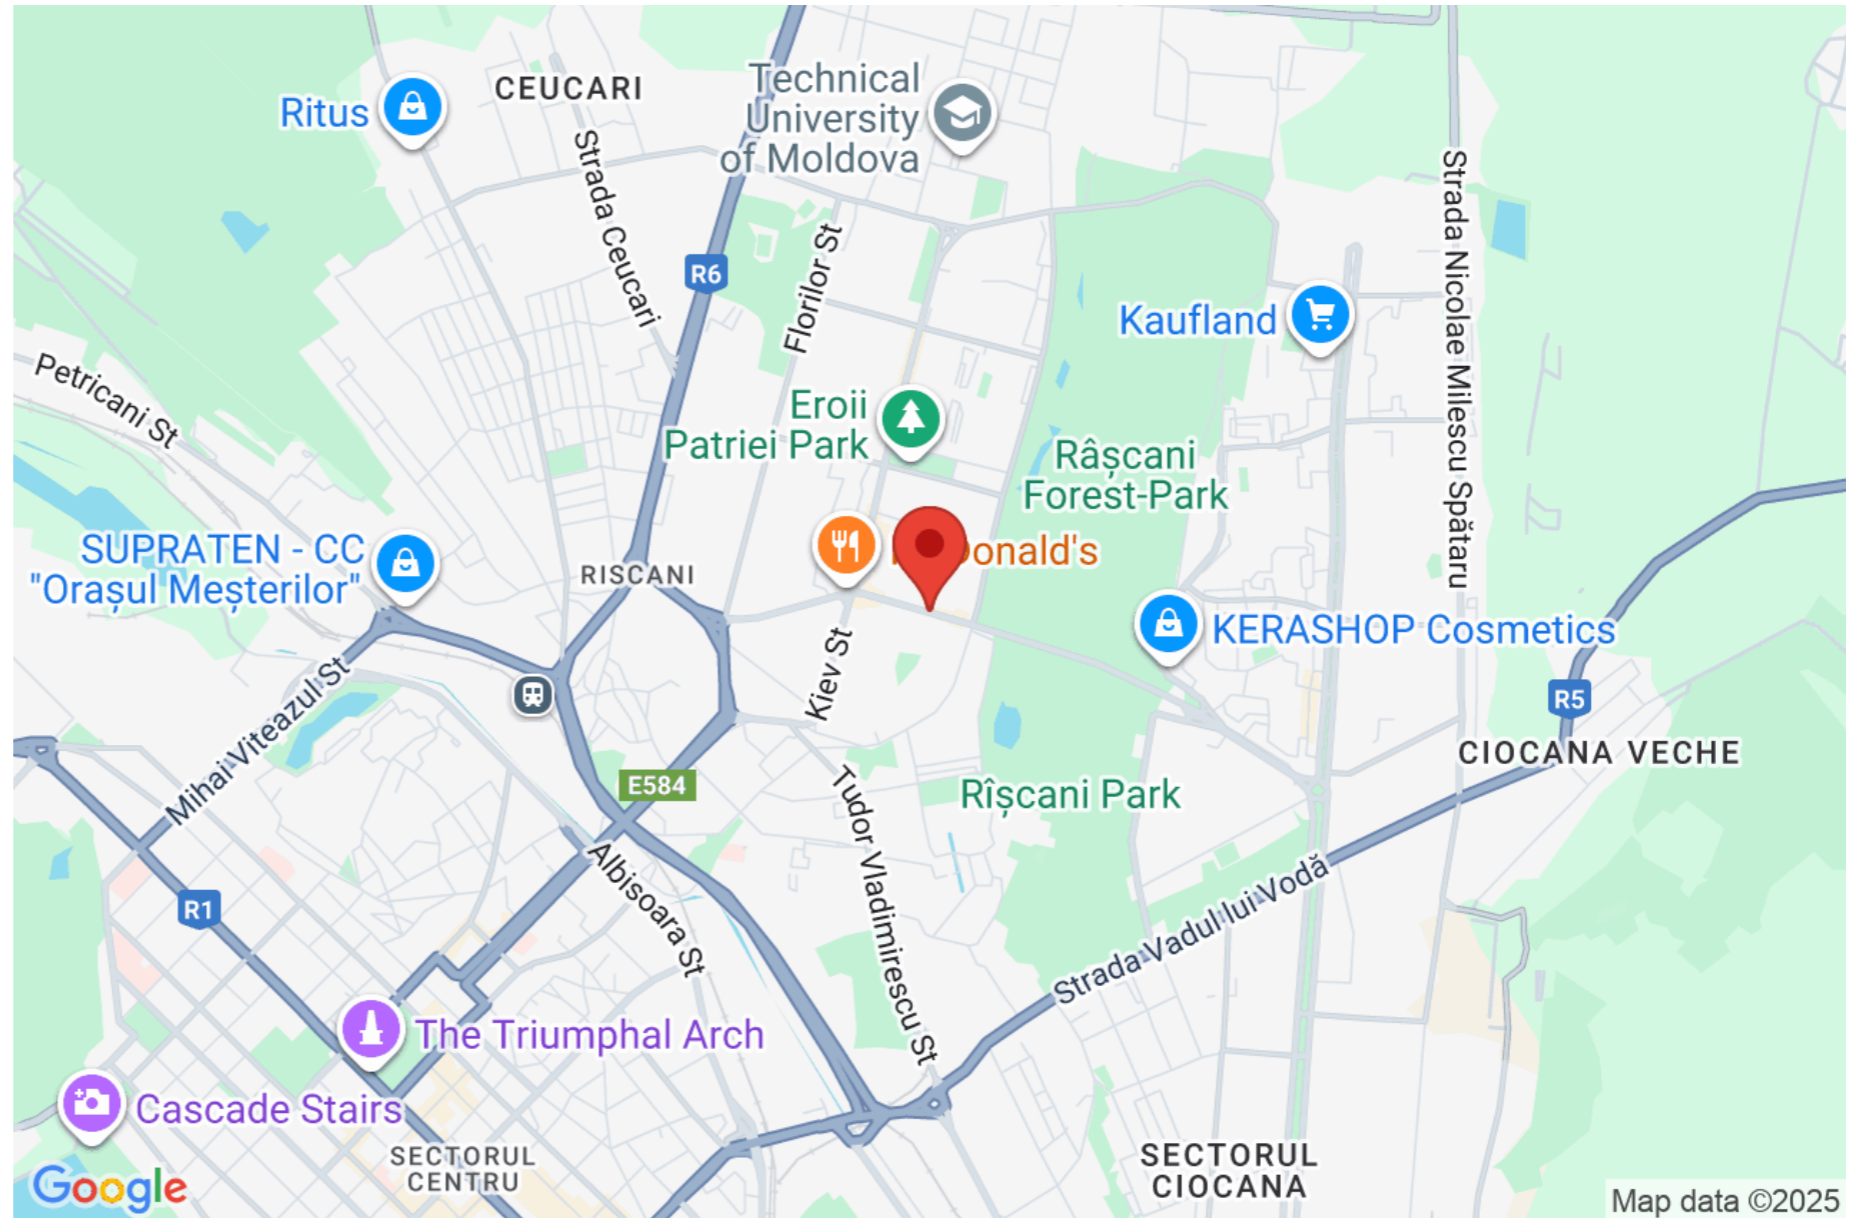 CEUCARI
Technical
University
of Moldova
Ritus
Strada Ceucari
Strada Nicolae Milescu Spătaru
R6
Florilor St
Kaufland
Petricani St
Eroii
Patriei Park
Râșcani
Forest-Park
SUPRATEN - CC
"Orașul Meșterilor"
RISCANI
Donald's
KERASHOP Cosmetics
Kiev St
Mihai Viteazul St
R5
CIOCANA VECHE
E584
Rîșcani Park
Tudor Vladimirescu St
Albisoara St
R1
Strada Vadul lui Vodă
The Triumphal Arch
Cascade Stairs
SECTORUL
CENTRU
SECTORUL
CIOCANA
Google
Map data ©2025